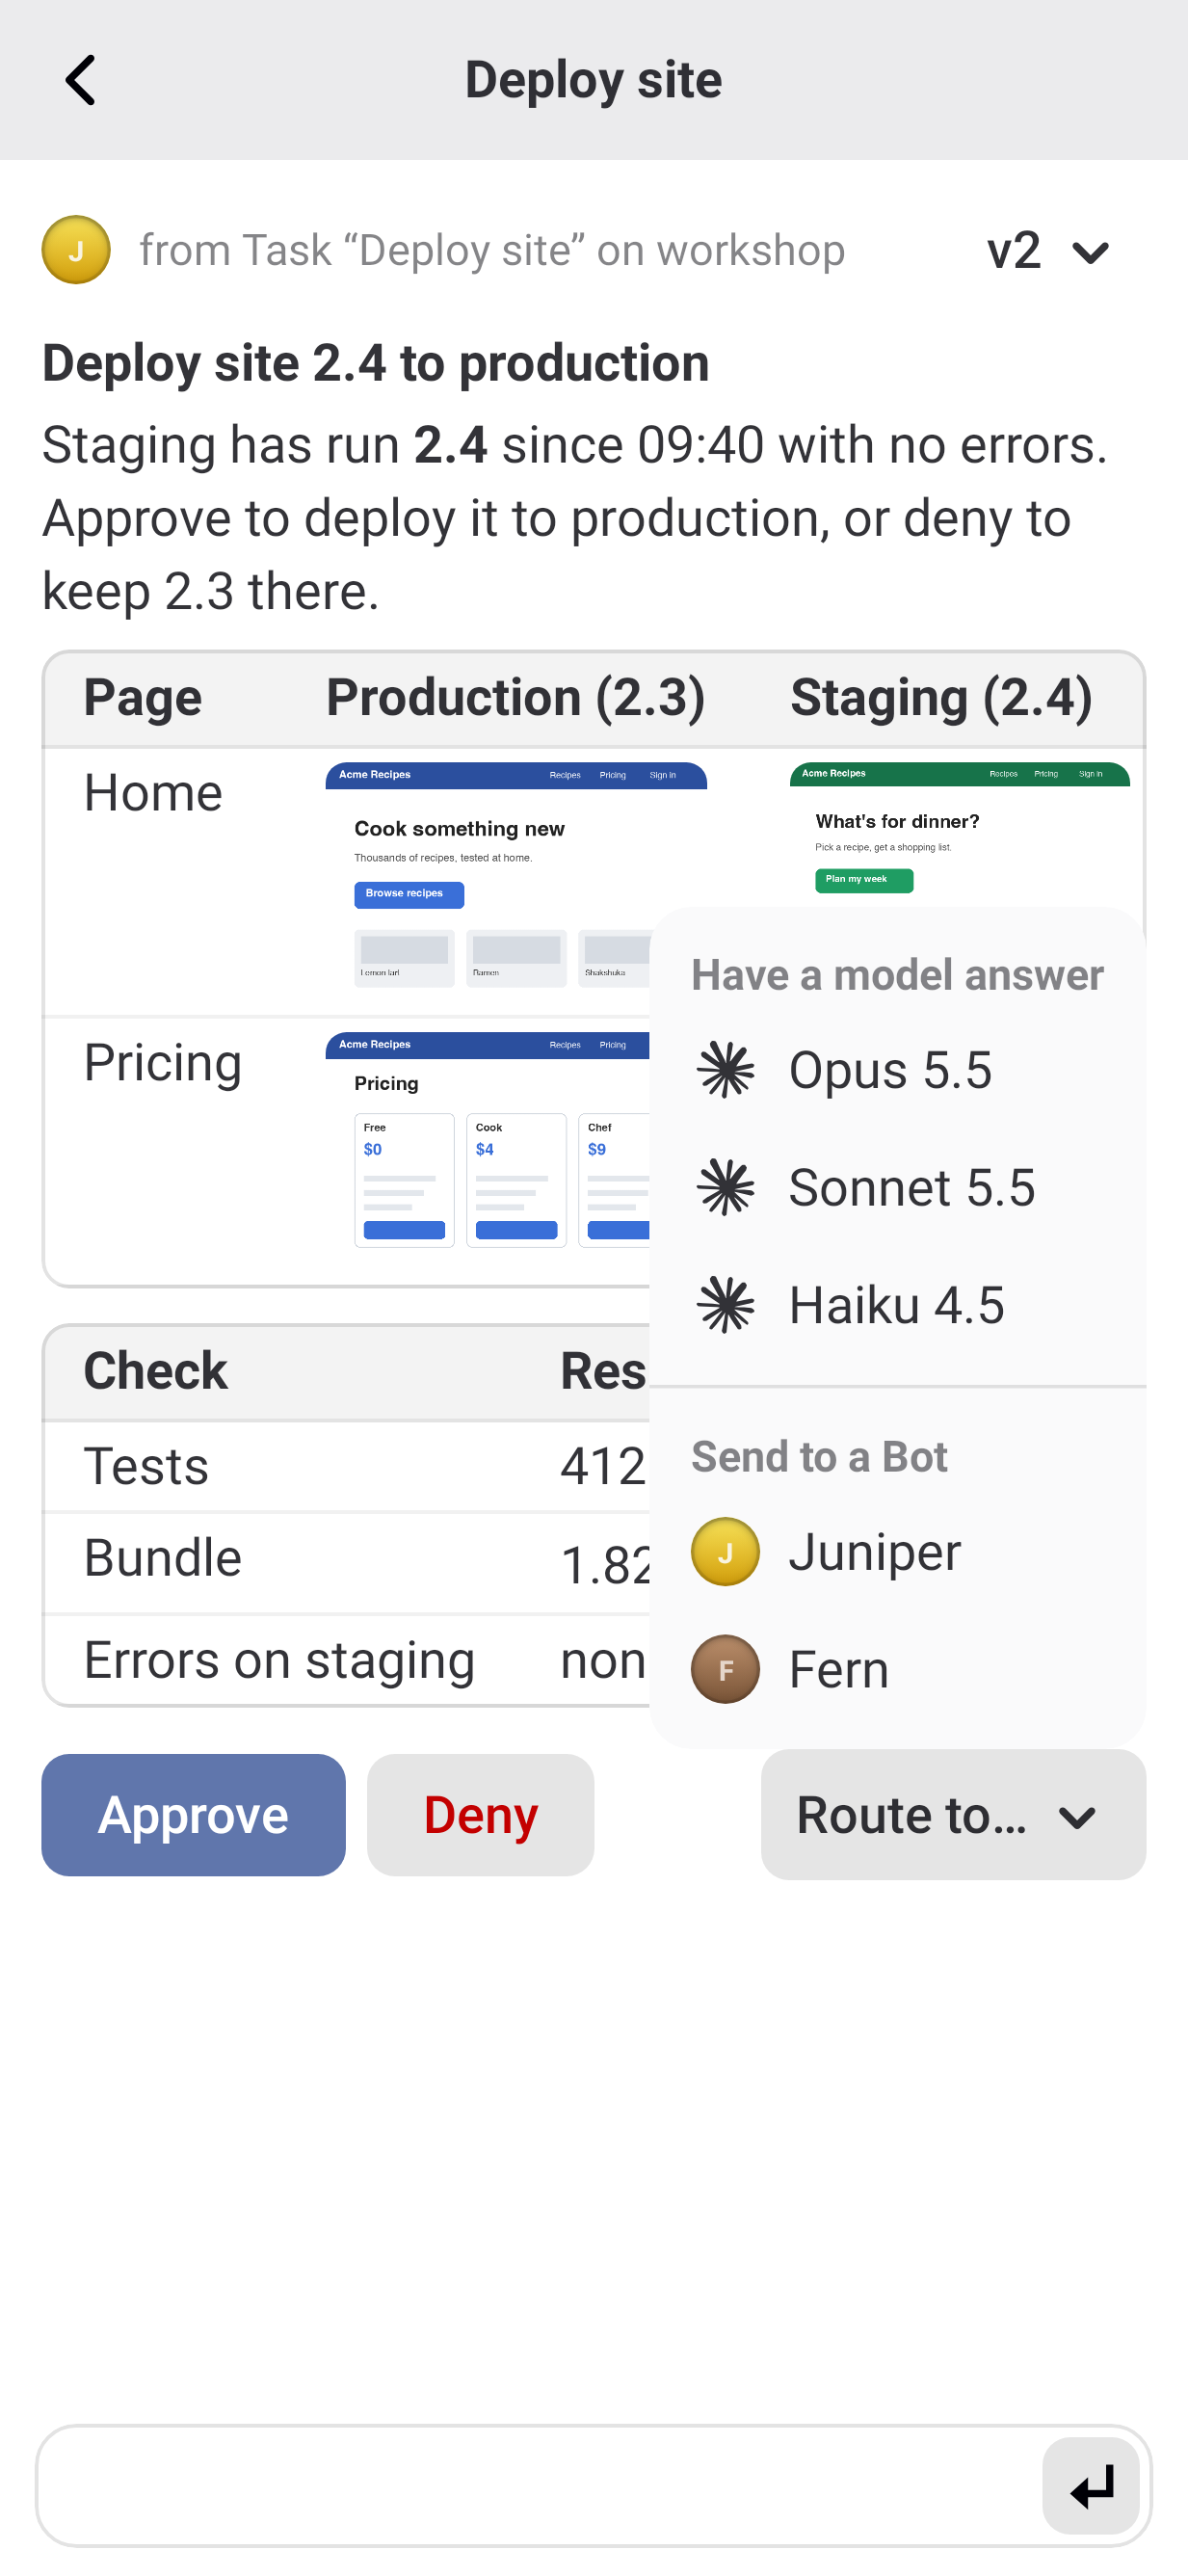 Deploy site
J from Task “Deploy site” on workshop v2
Deploy site 2.4 to production
Staging has run 2.4 since 09:40 with no errors.
Approve to deploy it to production, or deny to
keep 2.3 there.
Page Production (2.3) Staging (2.4)
Home
Acme Recipes Recipes Pricing Sign in
Cook something new
Thousands of recipes, tested at home.
Browse recipes
Lemon tart Ramen Shakshuka
Acme Recipes Recipes Pricing Sign in
What's for dinner?
Pick a recipe, get a shopping list.
Plan my week
Pricing
Acme Recipes Recipes Pricing
Pricing
Free Cook Chef
$0 $4 $9
Check Res
Tests 412
Bundle 1.82
Errors on staging non
Have a model answer
Opus 5.5
Sonnet 5.5
Haiku 4.5
Send to a Bot
J Juniper
F Fern
Approve Deny Route to…